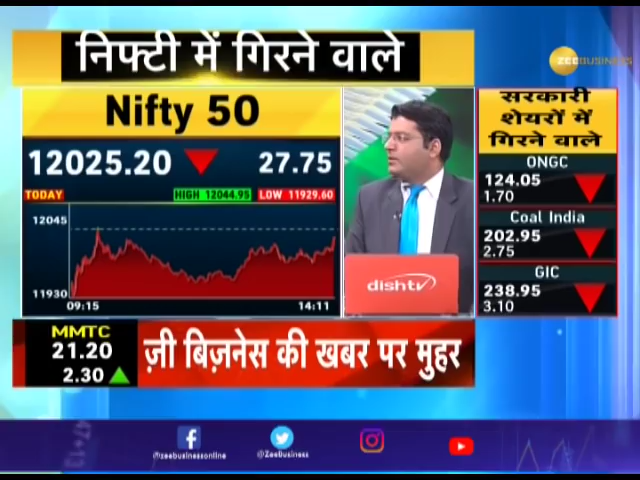 निफ्टी में गिरने वाले
ZEEBUSINESS
Nifty 50
12025.20
27.75
TODAY
HIGH 12044.95
LOW 11929.60
12045
11930
09:15
14:11
dishtv
सरकारी
शेयरों में
गिरने वाले
ONGC
124.05
1.70
Coal India
202.95
2.75
GIC
238.95
3.10
MMTC
21.20
2.30
ज़ी बिज़नेस की खबर पर मुहर
@zeebusinessonline
@ZeeBusiness